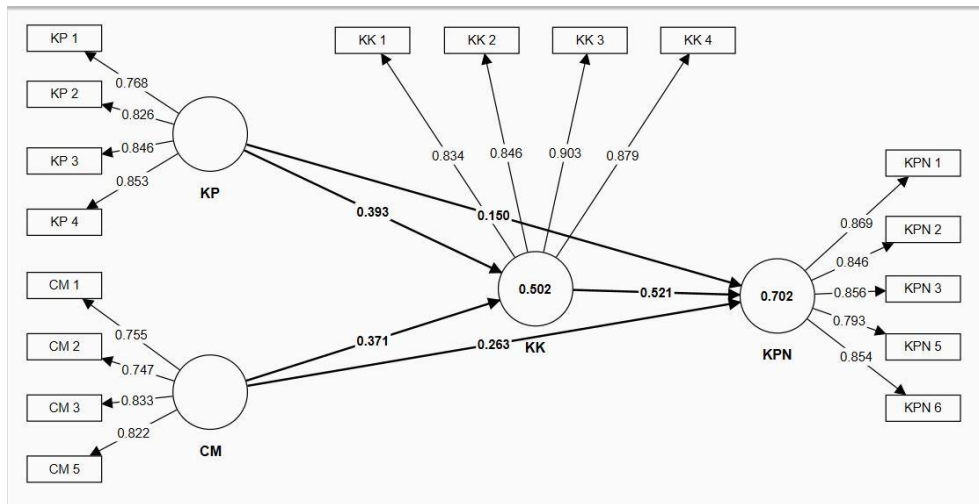 KP 1
KP 2
KP 3
KP 4
0.768
0.826
0.846
0.853
KP
KK 1
KK 2
KK 3
KK 4
0.834
0.846
0.903
0.879
0.393
0.150
CM 1
CM 2
CM 3
CM 5
0.755
0.747
0.833
0.822
CM
0.371
0.263
0.502
KK
0.521
0.702
KPN
0.869
0.846
0.856
0.793
0.854
KPN 1
KPN 2
KPN 3
KPN 5
KPN 6